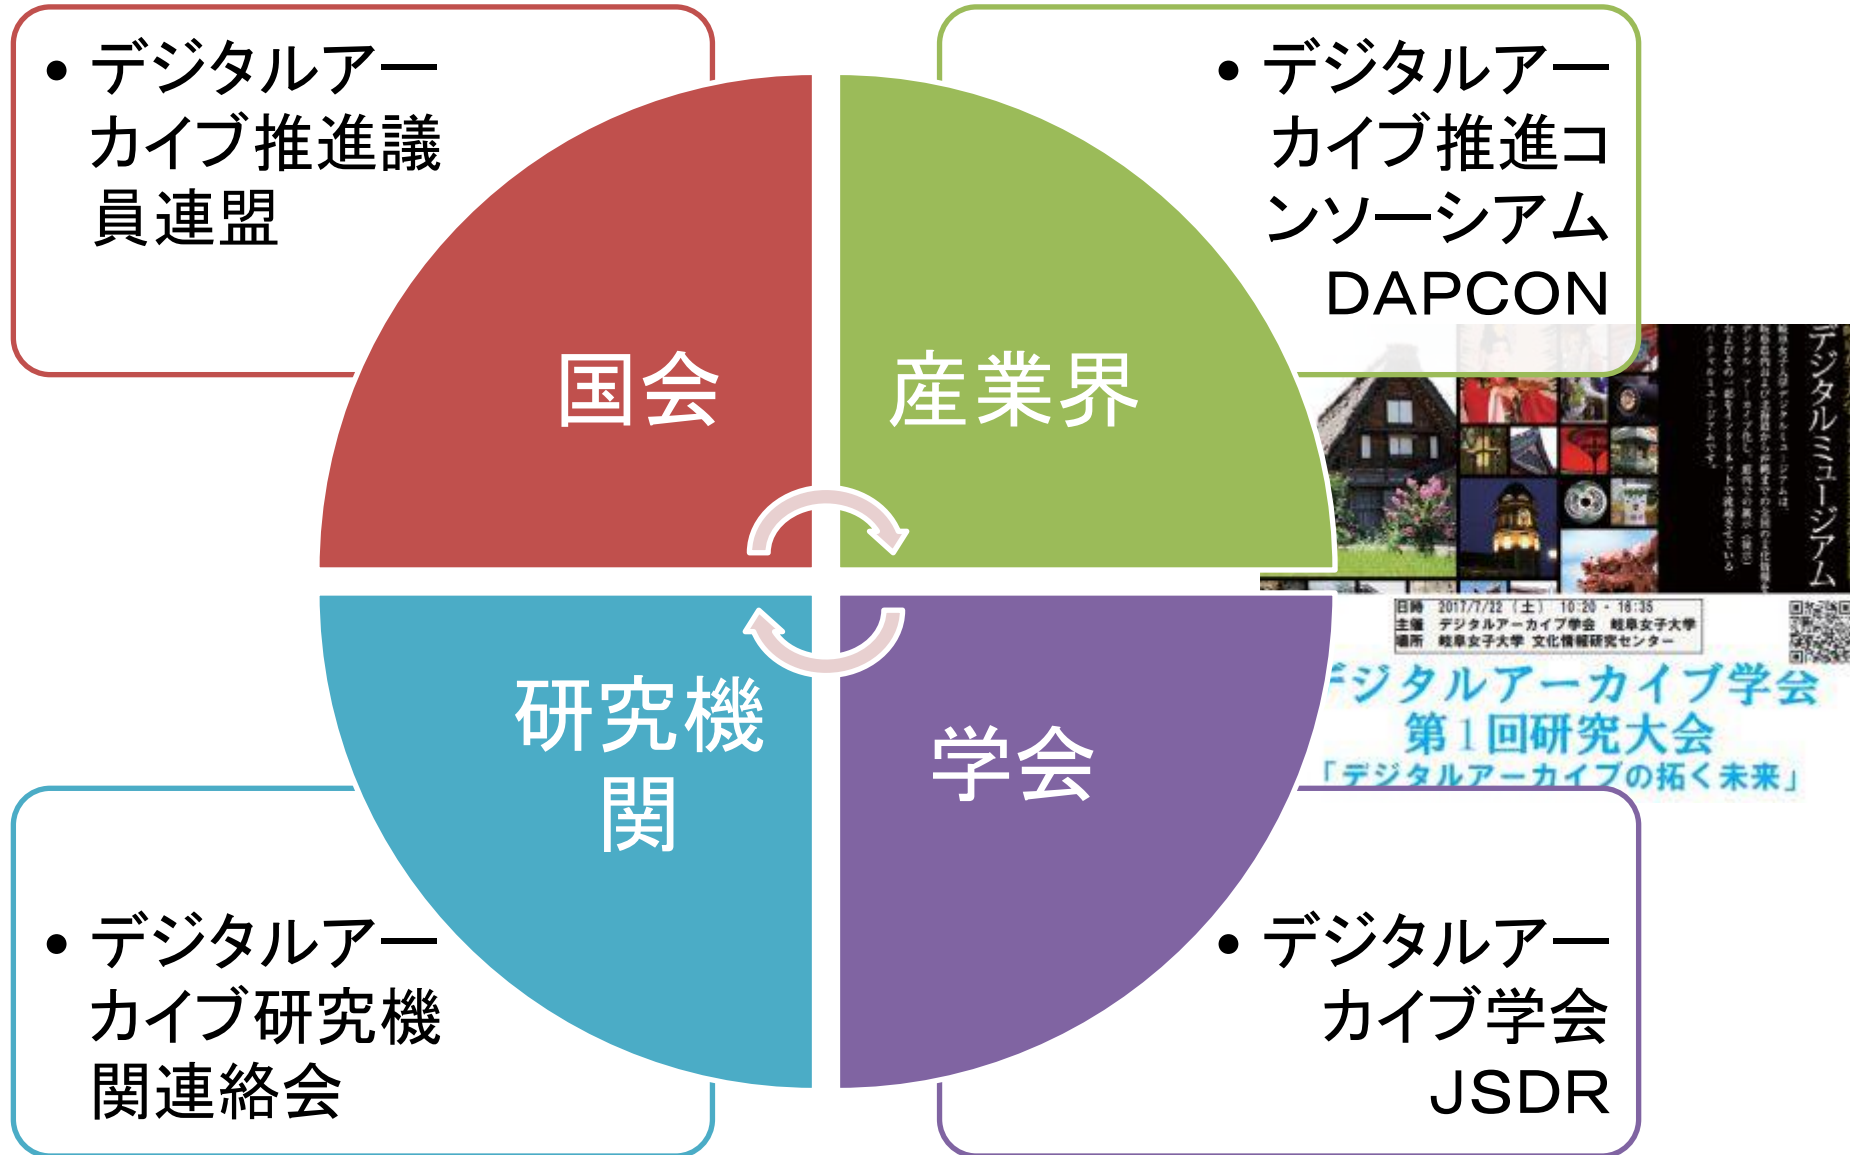 • デジタルアー
カイブ推進議
員連盟
• デジタルアー
カイブ推進コ
ンソーシアム
DAPCON
国会
産業界
研究機
関
学会
• デジタルアー
カイブ研究機
関連絡会
• デジタルアー
カイブ学会
JSDR
デジタルミュージアム
日時 2017/7/22（土） 10:20 - 16:35
主催 デジタルアーカイブ学会 岐阜女子大学
場所 岐阜女子大学 文化情報研究センター
デジタルアーカイブ学会
第1回研究大会
「デジタルアーカイブの拓く未来」